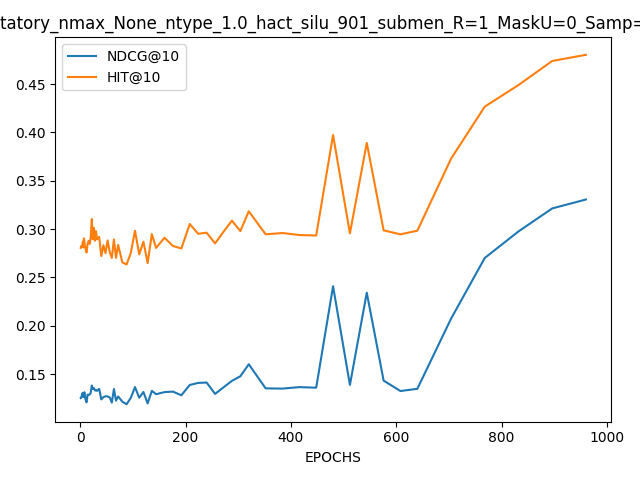 tatory_nmax_None_ntype_1.0_hact_silu_901_submen_R=1_MaskU=0_Samp=
NDCG@10
HIT@10
0.45
0.40
0.35
0.30
0.25
0.20
0.15
0 200 400 600 800 1000
EPOCHS